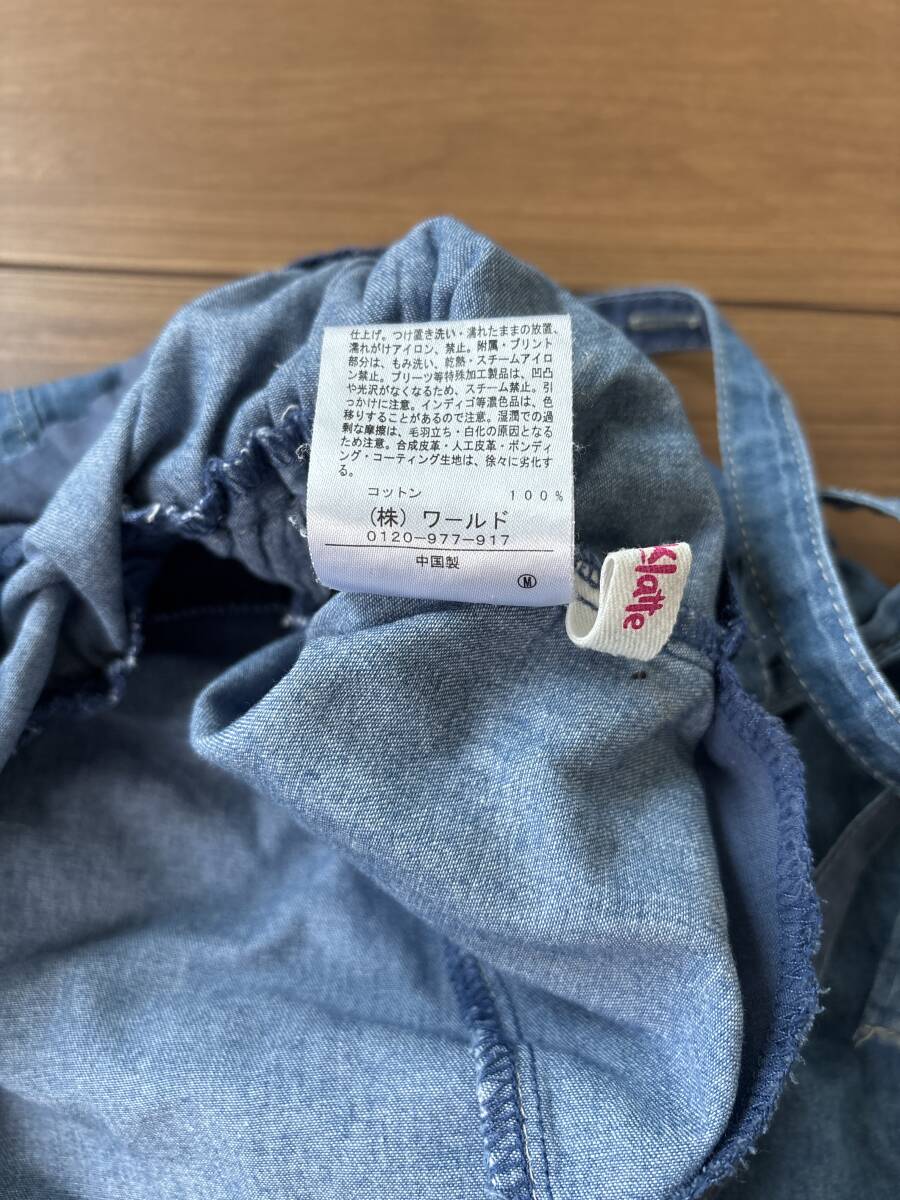 仕上げ。つけ置き洗い・濡れたままの放置、
濡れがけアイロン、禁止。附属・プリント
部分は、もみ洗い、乾熱・スチームアイロ
ン禁止。プリーツ等特殊加工製品は、凹凸
や光沢がなくなるため、スチーム禁止。引
っかけに注意。インディゴ等濃色品は、色
移りすることがあるので注意。湿潤での過
剰な摩擦は、毛羽立ち・白化の原因となる
ため注意。合成皮革・人工皮革・ボンディ
ング・コーティング生地は、徐々に劣化す
る。
コットン 100%
(株)ワールド
0120-977-917
中国製
M
Slatte